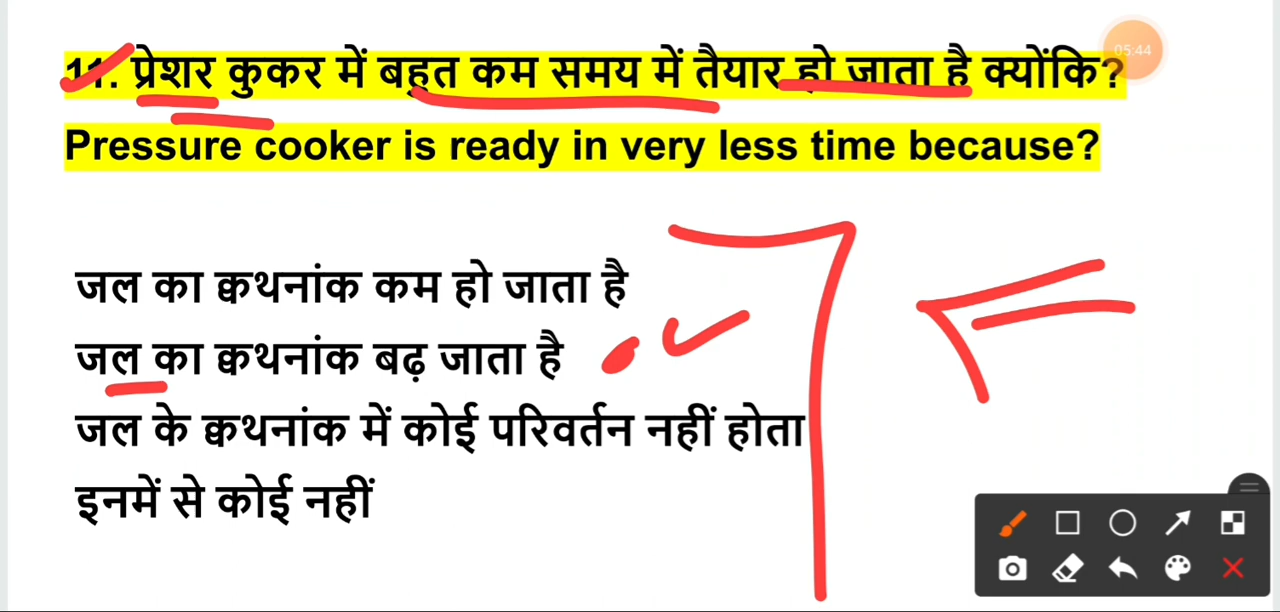 11. प्रेशर कुकर में बहुत कम समय में तैयार हो जाता है क्योंकि?
05:44
Pressure cooker is ready in very less time because?
जल का क्वथनांक कम हो जाता है
जल का क्वथनांक बढ़ जाता है
जल के क्वथनांक में कोई परिवर्तन नहीं होता
इनमें से कोई नहीं